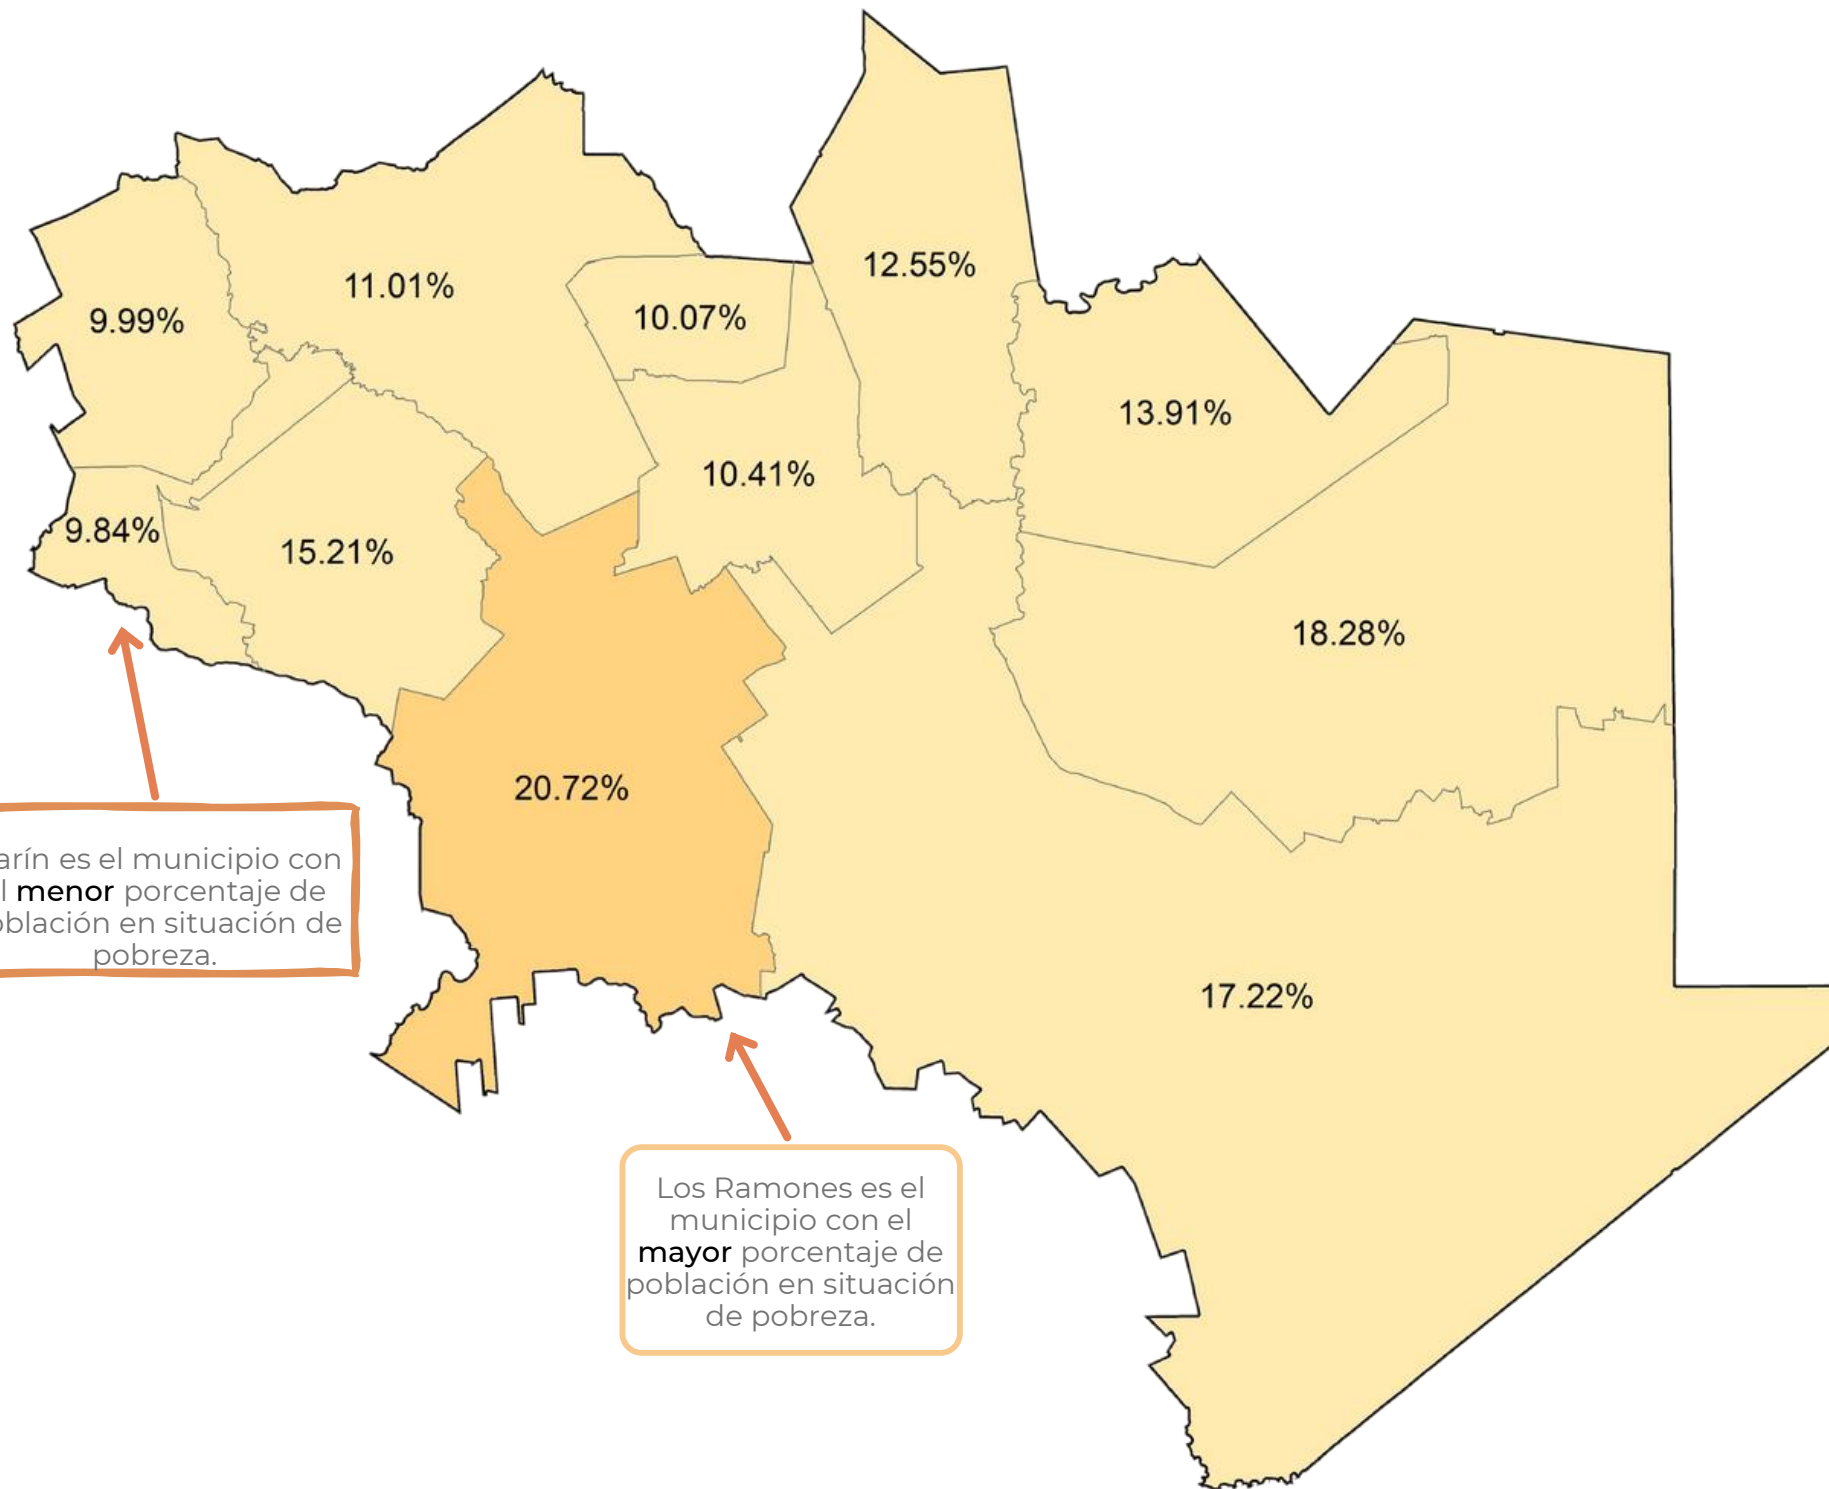 12.55%
11.01%
9.99%
10.07%
13.91%
10.41%
9.84%
15.21%
18.28%
20.72%
arín es el municipio con
l menor porcentaje de
oblación en situación de
pobreza.
17.22%
Los Ramones es el
municipio con el
mayor porcentaje de
población en situación
de pobreza.